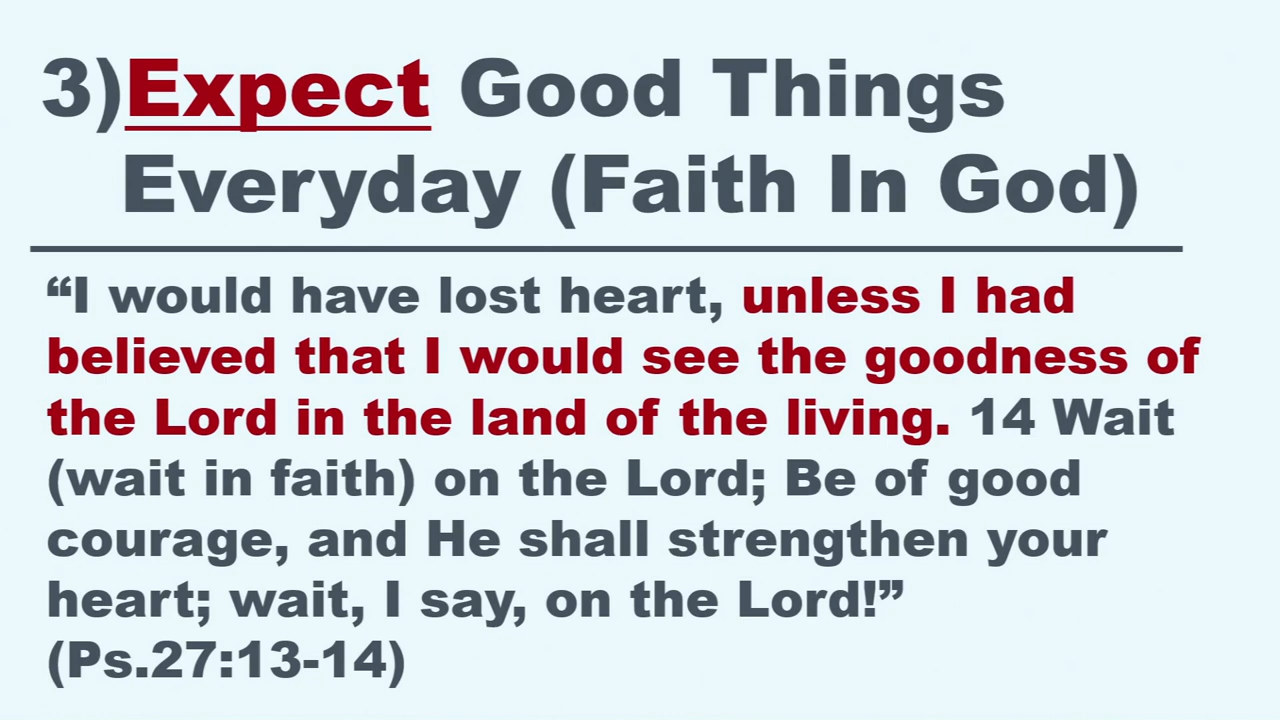 3)Expect Good Things
Everyday (Faith In God)
“I would have lost heart, unless I had
believed that I would see the goodness of
the Lord in the land of the living. 14 Wait
(wait in faith) on the Lord; Be of good
courage, and He shall strengthen your
heart; wait, I say, on the Lord!”
(Ps.27:13-14)